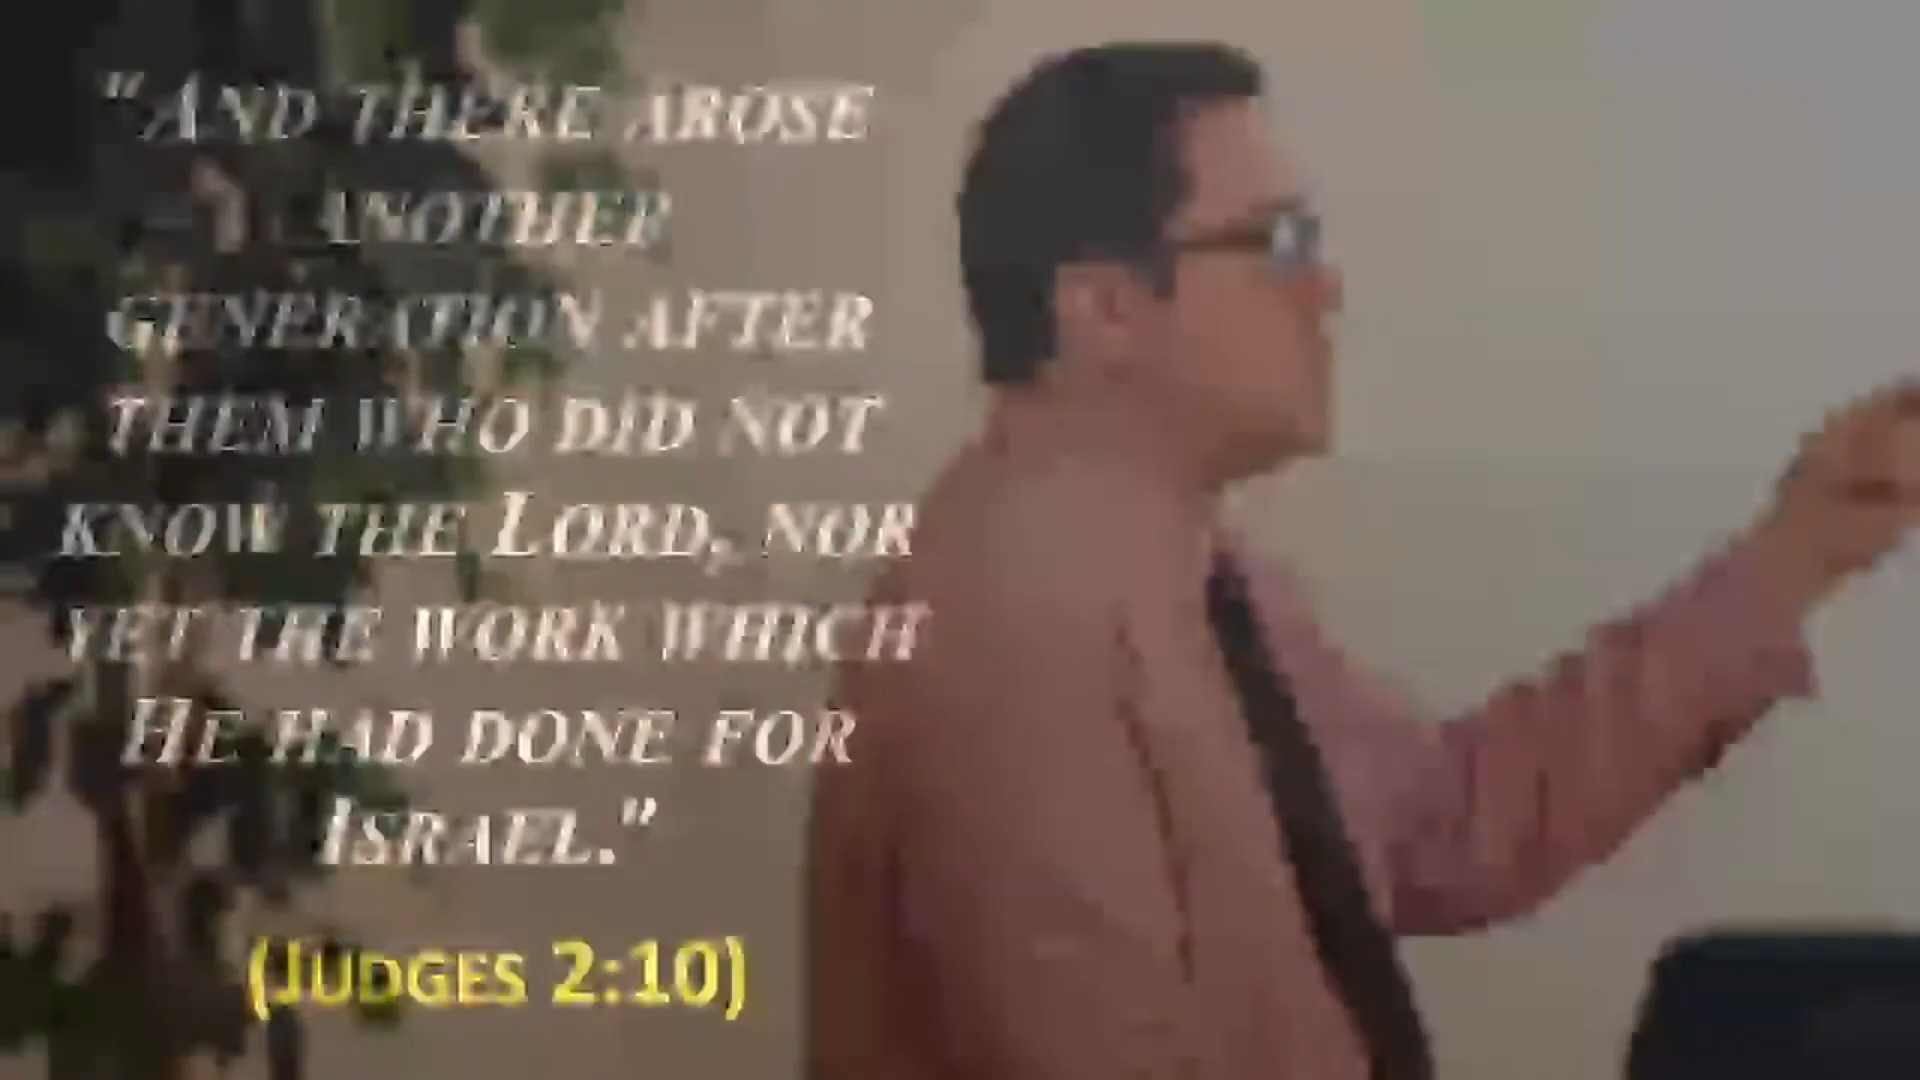 "And there arose
another
generation after
them who did not
know the Lord, nor
yet the work which
He had done for
Israel."
(Judges 2:10)